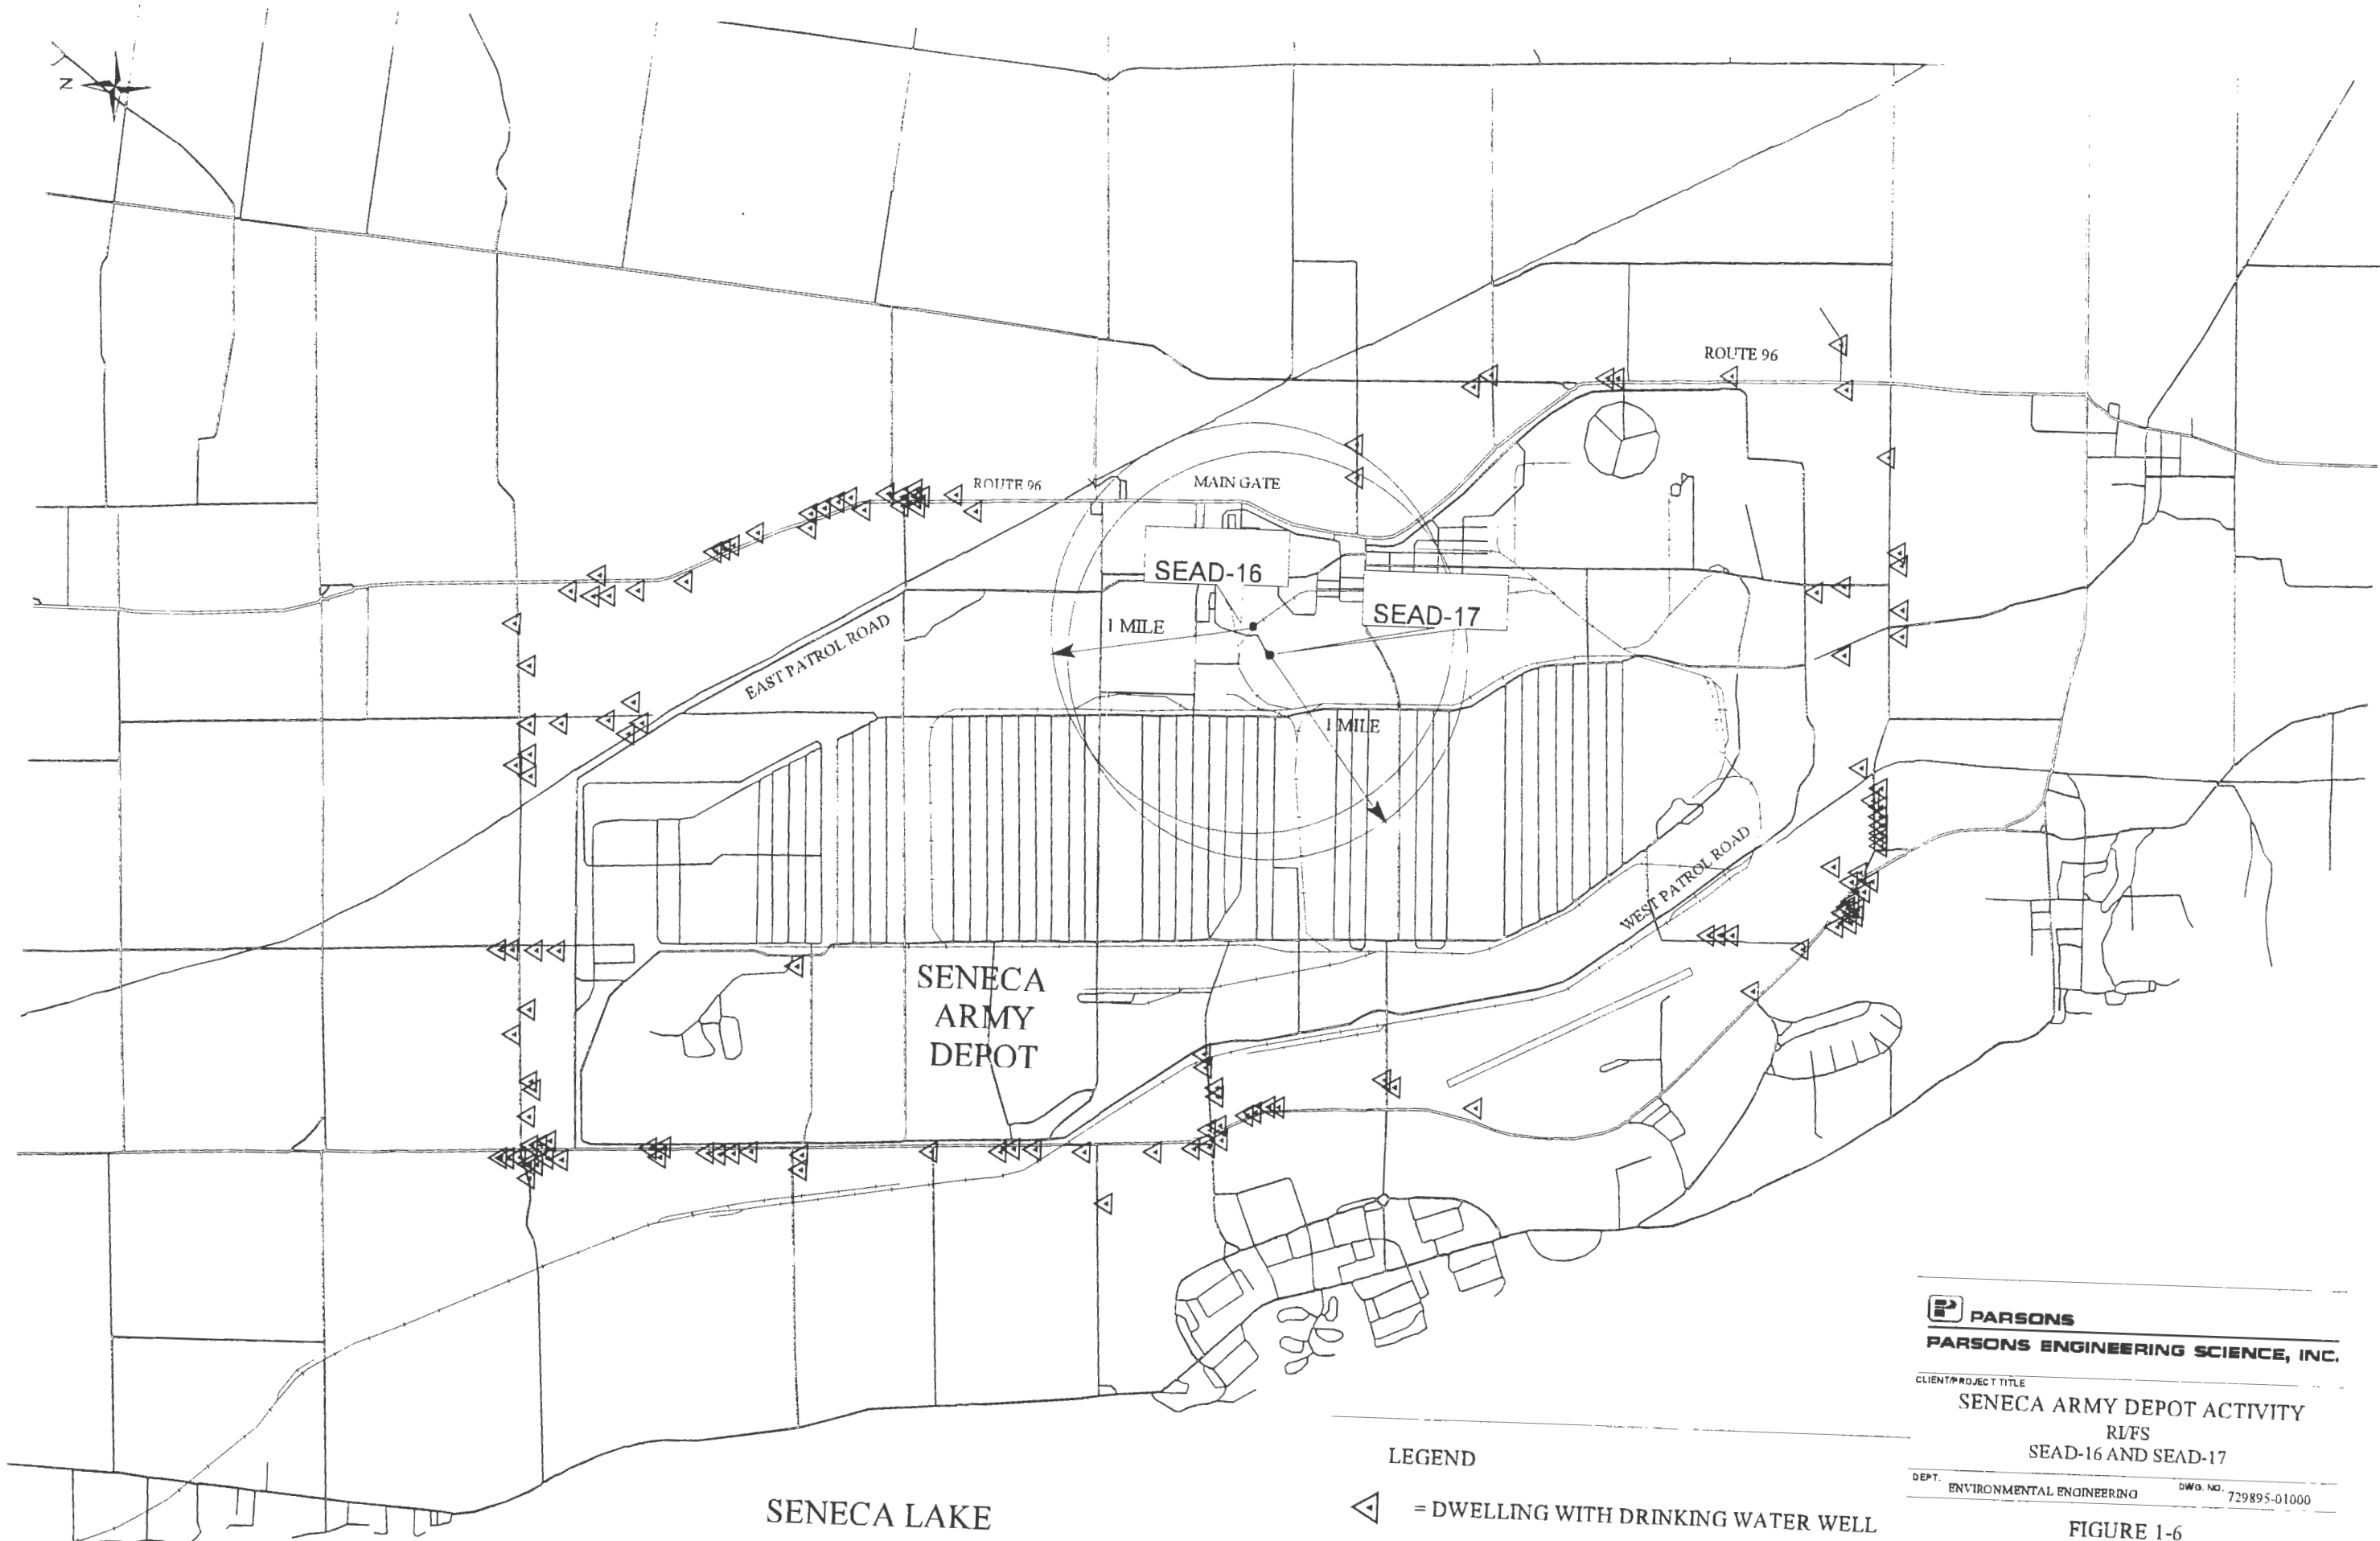 N
ROUTE 96
ROUTE 96
MAIN GATE
SEAD-16
SEAD-17
1 MILE
EAST PATROL ROAD
1 MILE
WEST PATROL ROAD
SENECA
ARMY
DEPOT
SENECA LAKE
LEGEND
= DWELLING WITH DRINKING WATER WELL
PARSONS
PARSONS ENGINEERING SCIENCE, INC.
CLIENT/PROJECT TITLE
SENECA ARMY DEPOT ACTIVITY
RI/FS
SEAD-16 AND SEAD-17
DEPT. ENVIRONMENTAL ENGINEERING DWG. NO. 729895-01000
FIGURE 1-6